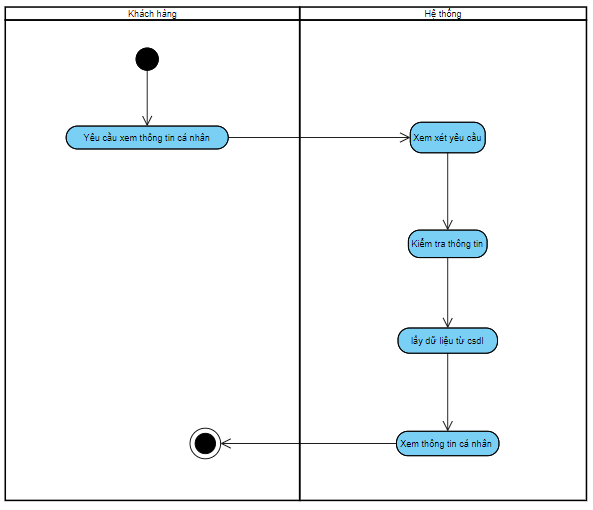 Khách hàng
Hệ thống
Yêu cầu xem thông tin cá nhân
Xem xét yêu cầu
Kiểm tra thông tin
lấy dữ liệu từ csdl
Xem thông tin cá nhân